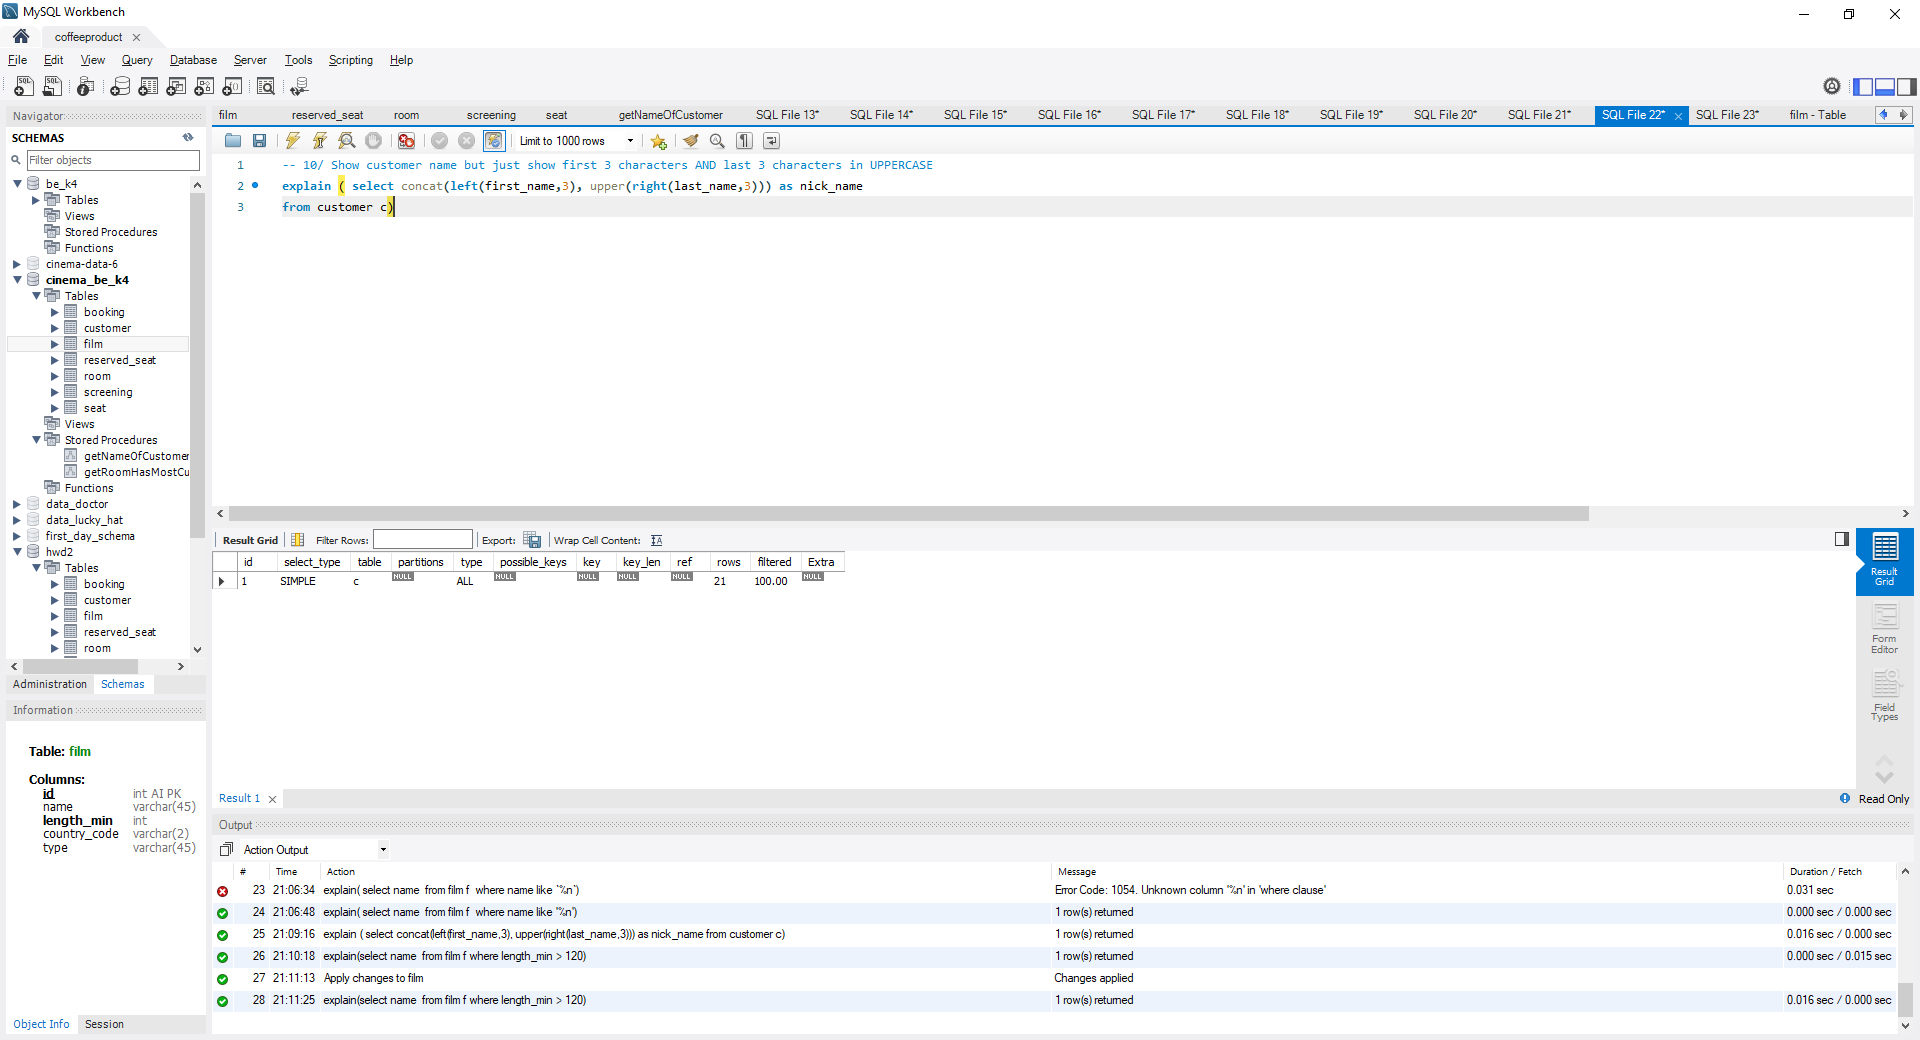 MySQL Workbench
coffeeproduct
File Edit View Query Database Server Tools Scripting Help
Navigator
SCHEMAS
Filter objects
be_k4
Tables
Views
Stored Procedures
Functions
cinema-data-6
cinema_be_k4
Tables
booking
customer
film
reserved_seat
room
screening
seat
Views
Stored Procedures
getNameOfCustomer
getRoomHasMostCu
Functions
data_doctor
data_lucky_hat
first_day_schema
hwd2
Tables
booking
customer
film
reserved_seat
room
Administration Schemas
Information
Table: film
Columns:
id int AI PK
name varchar(45)
length_min int
country_code varchar(2)
type varchar(45)
Object Info Session
film reserved_seat room screening seat getNameOfCustomer SQL File 13* SQL File 14* SQL File 15* SQL File 16* SQL File 17* SQL File 18* SQL File 19* SQL File 20* SQL File 21* SQL File 22* SQL File 23* film - Table
Limit to 1000 rows
1 -- 10/ Show customer name but just show first 3 characters AND last 3 characters in UPPERCASE
2 explain ( select concat(left(first_name,3), upper(right(last_name,3))) as nick_name
3 from customer c)
Result Grid Filter Rows: Export: Wrap Cell Content:
id select_type table partitions type possible_keys key key_len ref rows filtered Extra
1 SIMPLE c NULL ALL NULL NULL NULL NULL 21 100.00 NULL
Result Grid
Form Editor
Field Types
Result 1
Read Only
Output
Action Output
# Time Action Message Duration / Fetch
23 21:06:34 explain( select name from film f where name like `%n`) Error Code: 1054. Unknown column '%n' in 'where clause' 0.031 sec
24 21:06:48 explain( select name from film f where name like '%n') 1 row(s) returned 0.000 sec / 0.000 sec
25 21:09:16 explain ( select concat(left(first_name,3), upper(right(last_name,3))) as nick_name from customer c) 1 row(s) returned 0.016 sec / 0.000 sec
26 21:10:18 explain(select name from film f where length_min > 120) 1 row(s) returned 0.000 sec / 0.015 sec
27 21:11:13 Apply changes to film Changes applied
28 21:11:25 explain(select name from film f where length_min > 120) 1 row(s) returned 0.016 sec / 0.000 sec